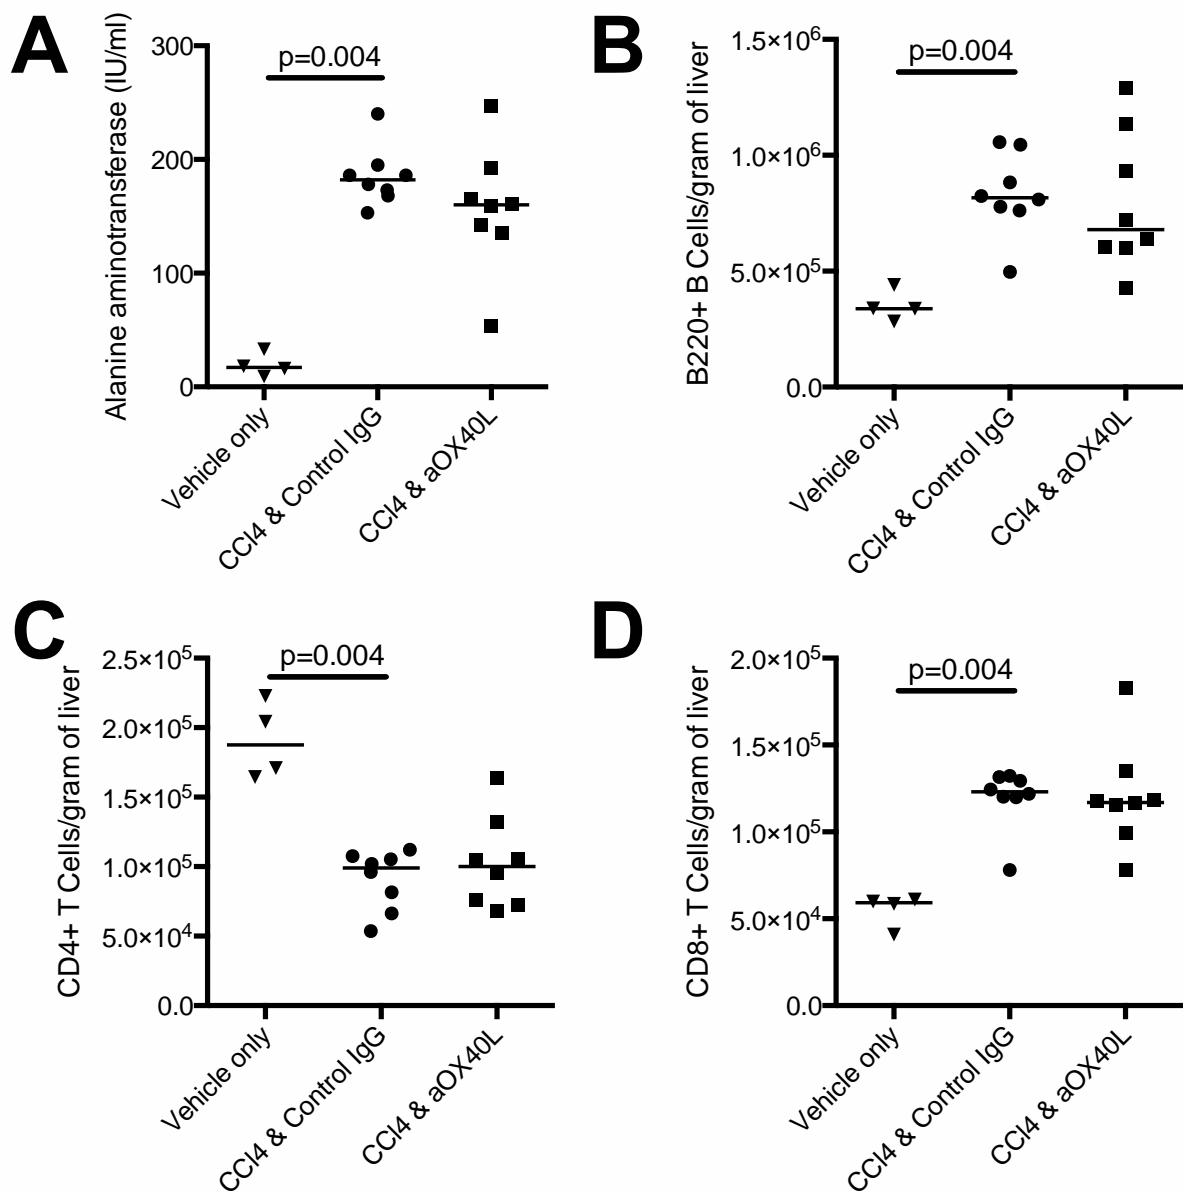 A
Alanine aminotransferase (IU/ml)
300
200
100
0
p=0.004
Vehicle only
CCl4 & Control IgG
CCl4 & aOX40L
B
B220+ B Cells/gram of liver
1.5×10⁶
1.0×10⁶
5.0×10⁵
0.0
p=0.004
Vehicle only
CCl4 & Control IgG
CCl4 & aOX40L
C
CD4+ T Cells/gram of liver
2.5×10⁵
2.0×10⁵
1.5×10⁵
1.0×10⁵
5.0×10⁴
0.0
p=0.004
Vehicle only
CCl4 & Control IgG
CCl4 & aOX40L
D
CD8+ T Cells/gram of liver
2.0×10⁵
1.5×10⁵
1.0×10⁵
5.0×10⁴
0.0
p=0.004
Vehicle only
CCl4 & Control IgG
CCl4 & aOX40L